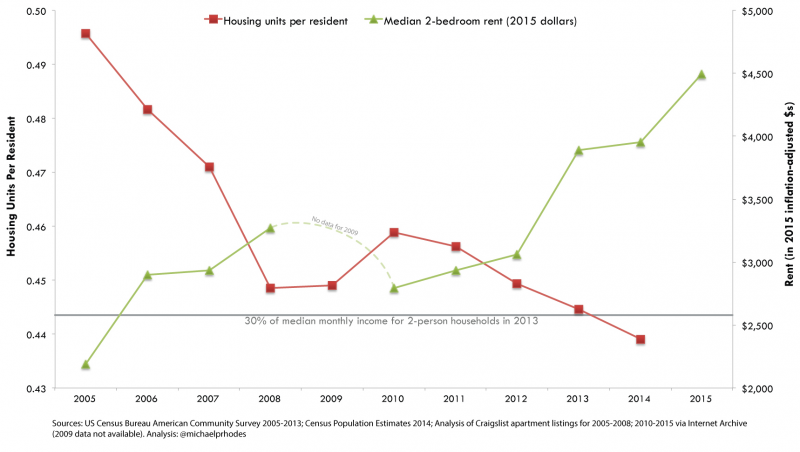 Housing units per resident
Median 2-bedroom rent (2015 dollars)
Housing Units Per Resident
0.50
0.49
0.48
0.47
0.46
0.45
0.44
0.43
No data for 2009
30% of median monthly income for 2-person households in 2013
$5,000
$4,500
$4,000
$3,500
$3,000
$2,500
$2,000
Rent (in 2015 inflation-adjusted $s)
2005 2006 2007 2008 2009 2010 2011 2012 2013 2014 2015
Sources: US Census Bureau American Community Survey 2005-2013; Census Population Estimates 2014; Analysis of Craigslist apartment listings for 2005-2008; 2010-2015 via Internet Archive
(2009 data not available). Analysis: @michaelprhodes